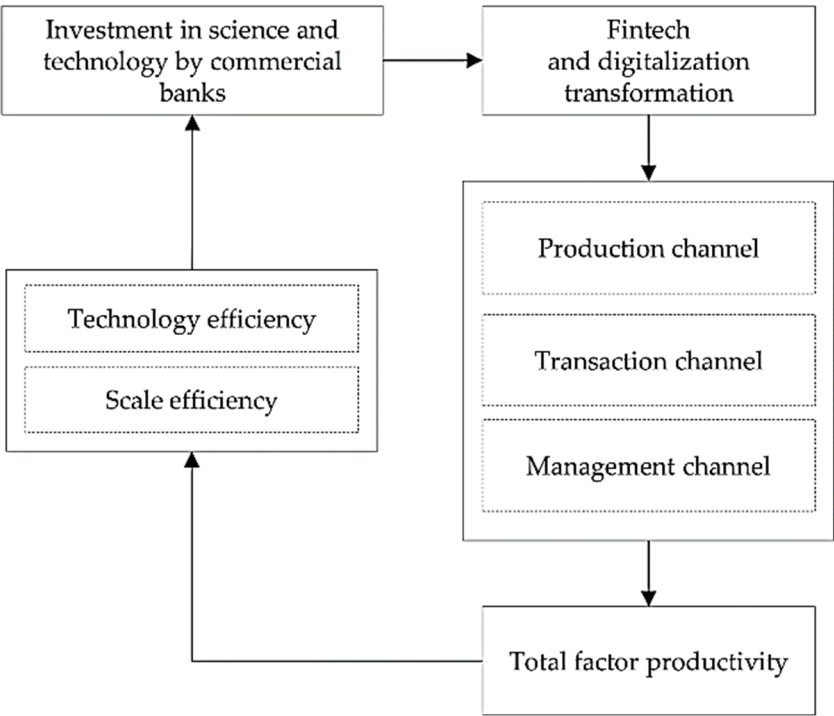 Investment in science and
technology by commercial
banks
Fintech
and digitalization
transformation
Production channel
Transaction channel
Management channel
Technology efficiency
Scale efficiency
Total factor productivity